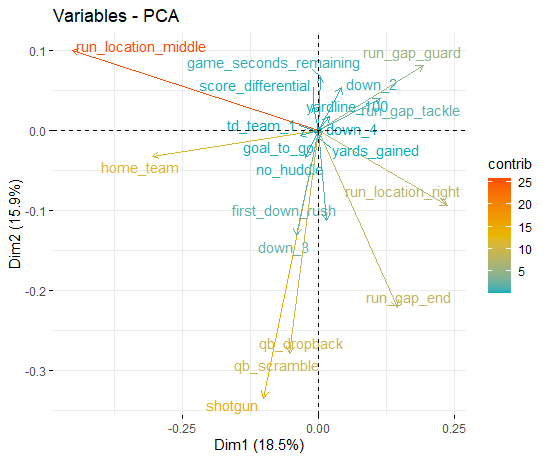 Variables - PCA
run_location_middle
game_seconds_remaining
run_gap_guard
score_differential
down_2
yardline_100
run_gap_tackle
td_team_1
down_4
goal_to_go
yards_gained
home_team
no_huddle
run_location_right
first_down_rush
down_3
run_gap_end
qb_dropback
qb_scramble
shotgun
0.1
0.0
-0.1
-0.2
-0.3
Dim2 (15.9%)
-0.25
0.00
0.25
Dim1 (18.5%)
contrib
25
20
15
10
5